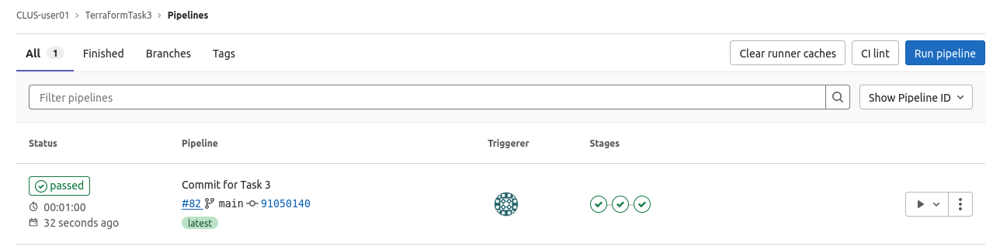 CLUS-user01 › TerraformTask3 › Pipelines
All 1 Finished Branches Tags Clear runner caches CI lint Run pipeline
Filter pipelines Show Pipeline ID
Status Pipeline Triggerer Stages
passed Commit for Task 3
00:01:00 #82 main 91050140
32 seconds ago latest